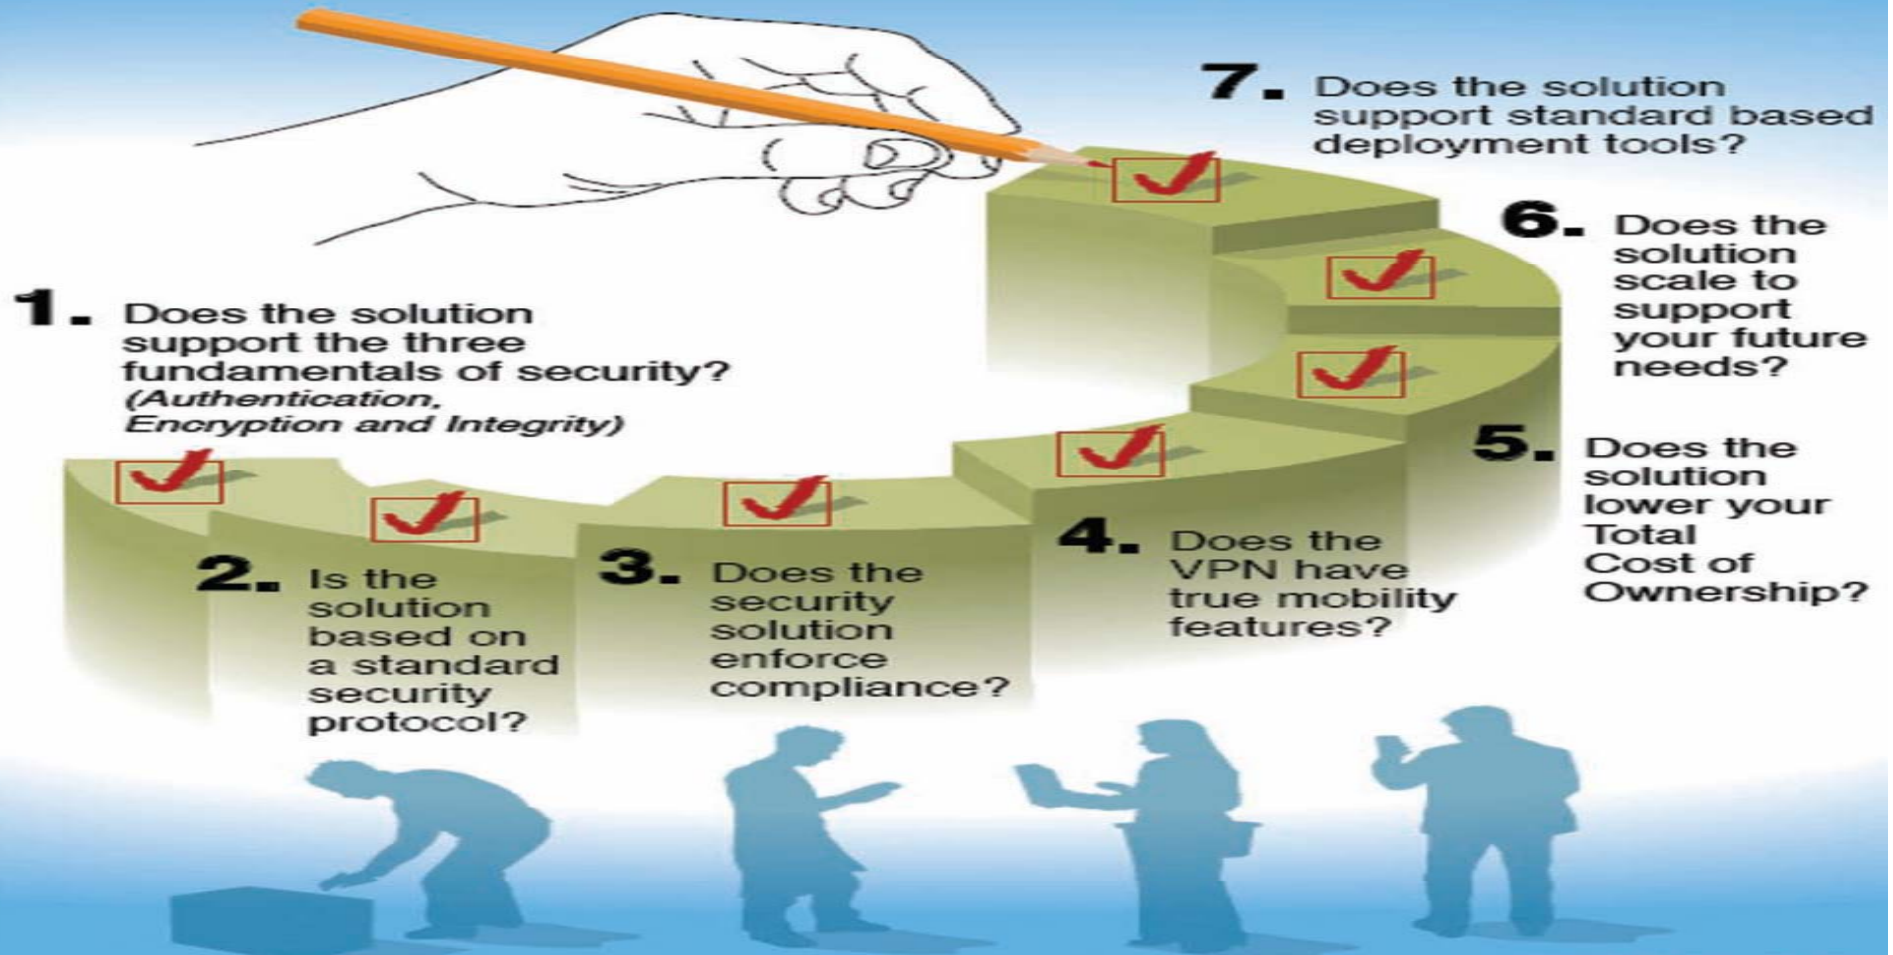 1. Does the solution
support the three
fundamentals of security?
(Authentication,
Encryption and Integrity)
2. Is the
solution
based on
a standard
security
protocol?
3. Does the
security
solution
enforce
compliance?
4. Does the
VPN have
true mobility
features?
5. Does the
solution
lower your
Total
Cost of
Ownership?
6. Does the
solution
scale to
support
your future
needs?
7. Does the solution
support standard based
deployment tools?